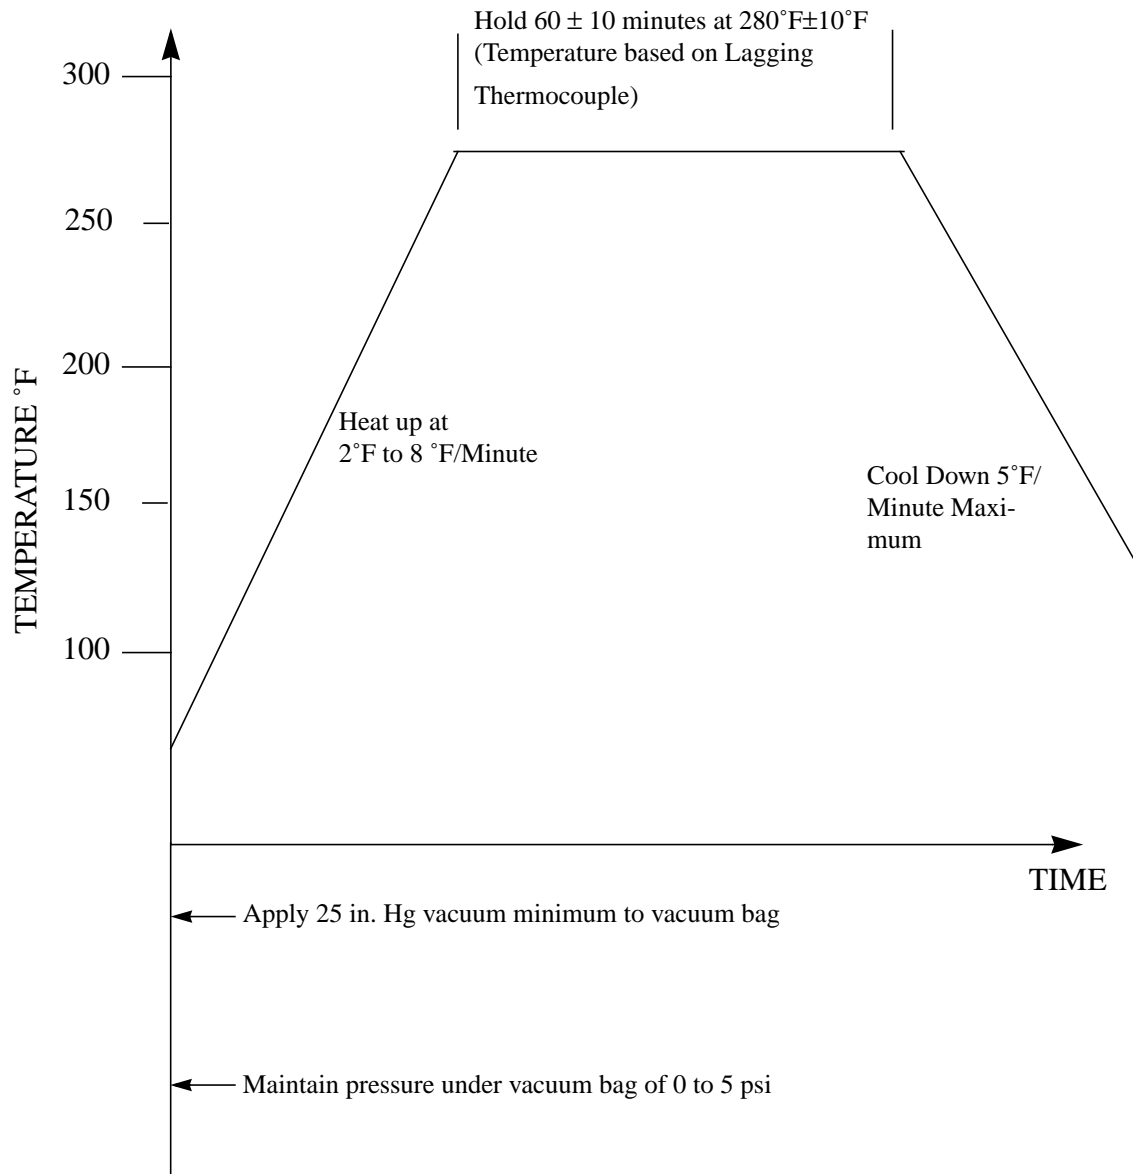 Hold 60 ± 10 minutes at 280˚F±10˚F
(Temperature based on Lagging
Thermocouple)
300
250
200
150
100
TEMPERATURE ˚F
Heat up at
2˚F to 8 ˚F/Minute
Cool Down 5˚F/
Minute Maxi-
mum
TIME
Apply 25 in. Hg vacuum minimum to vacuum bag
Maintain pressure under vacuum bag of 0 to 5 psi